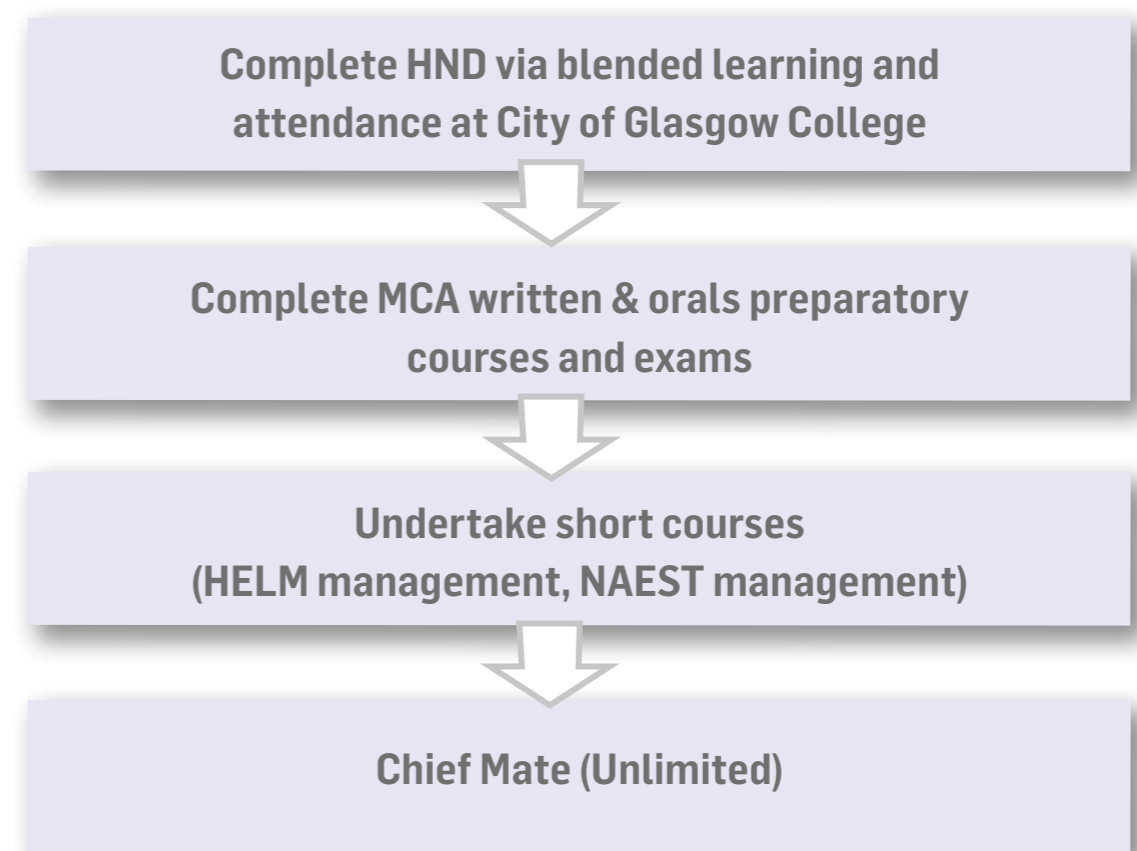 Complete HND via blended learning and
attendance at City of Glasgow College
Complete MCA written & orals preparatory
courses and exams
Undertake short courses
(HELM management, NAEST management)
Chief Mate (Unlimited)